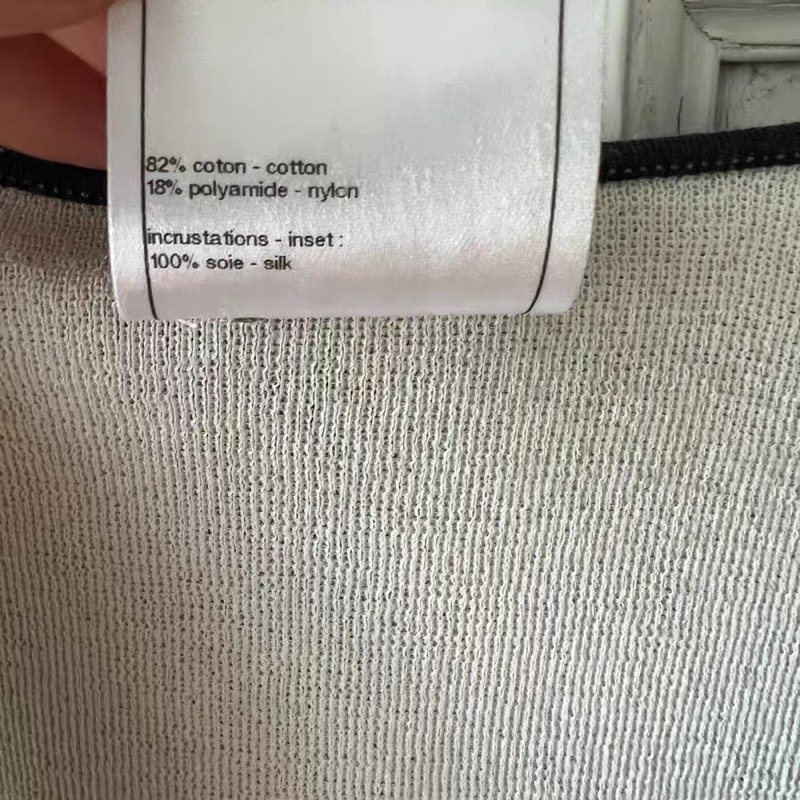 82% coton - cotton
18% polyamide - nylon
incrustations - inset :
100% soie - silk